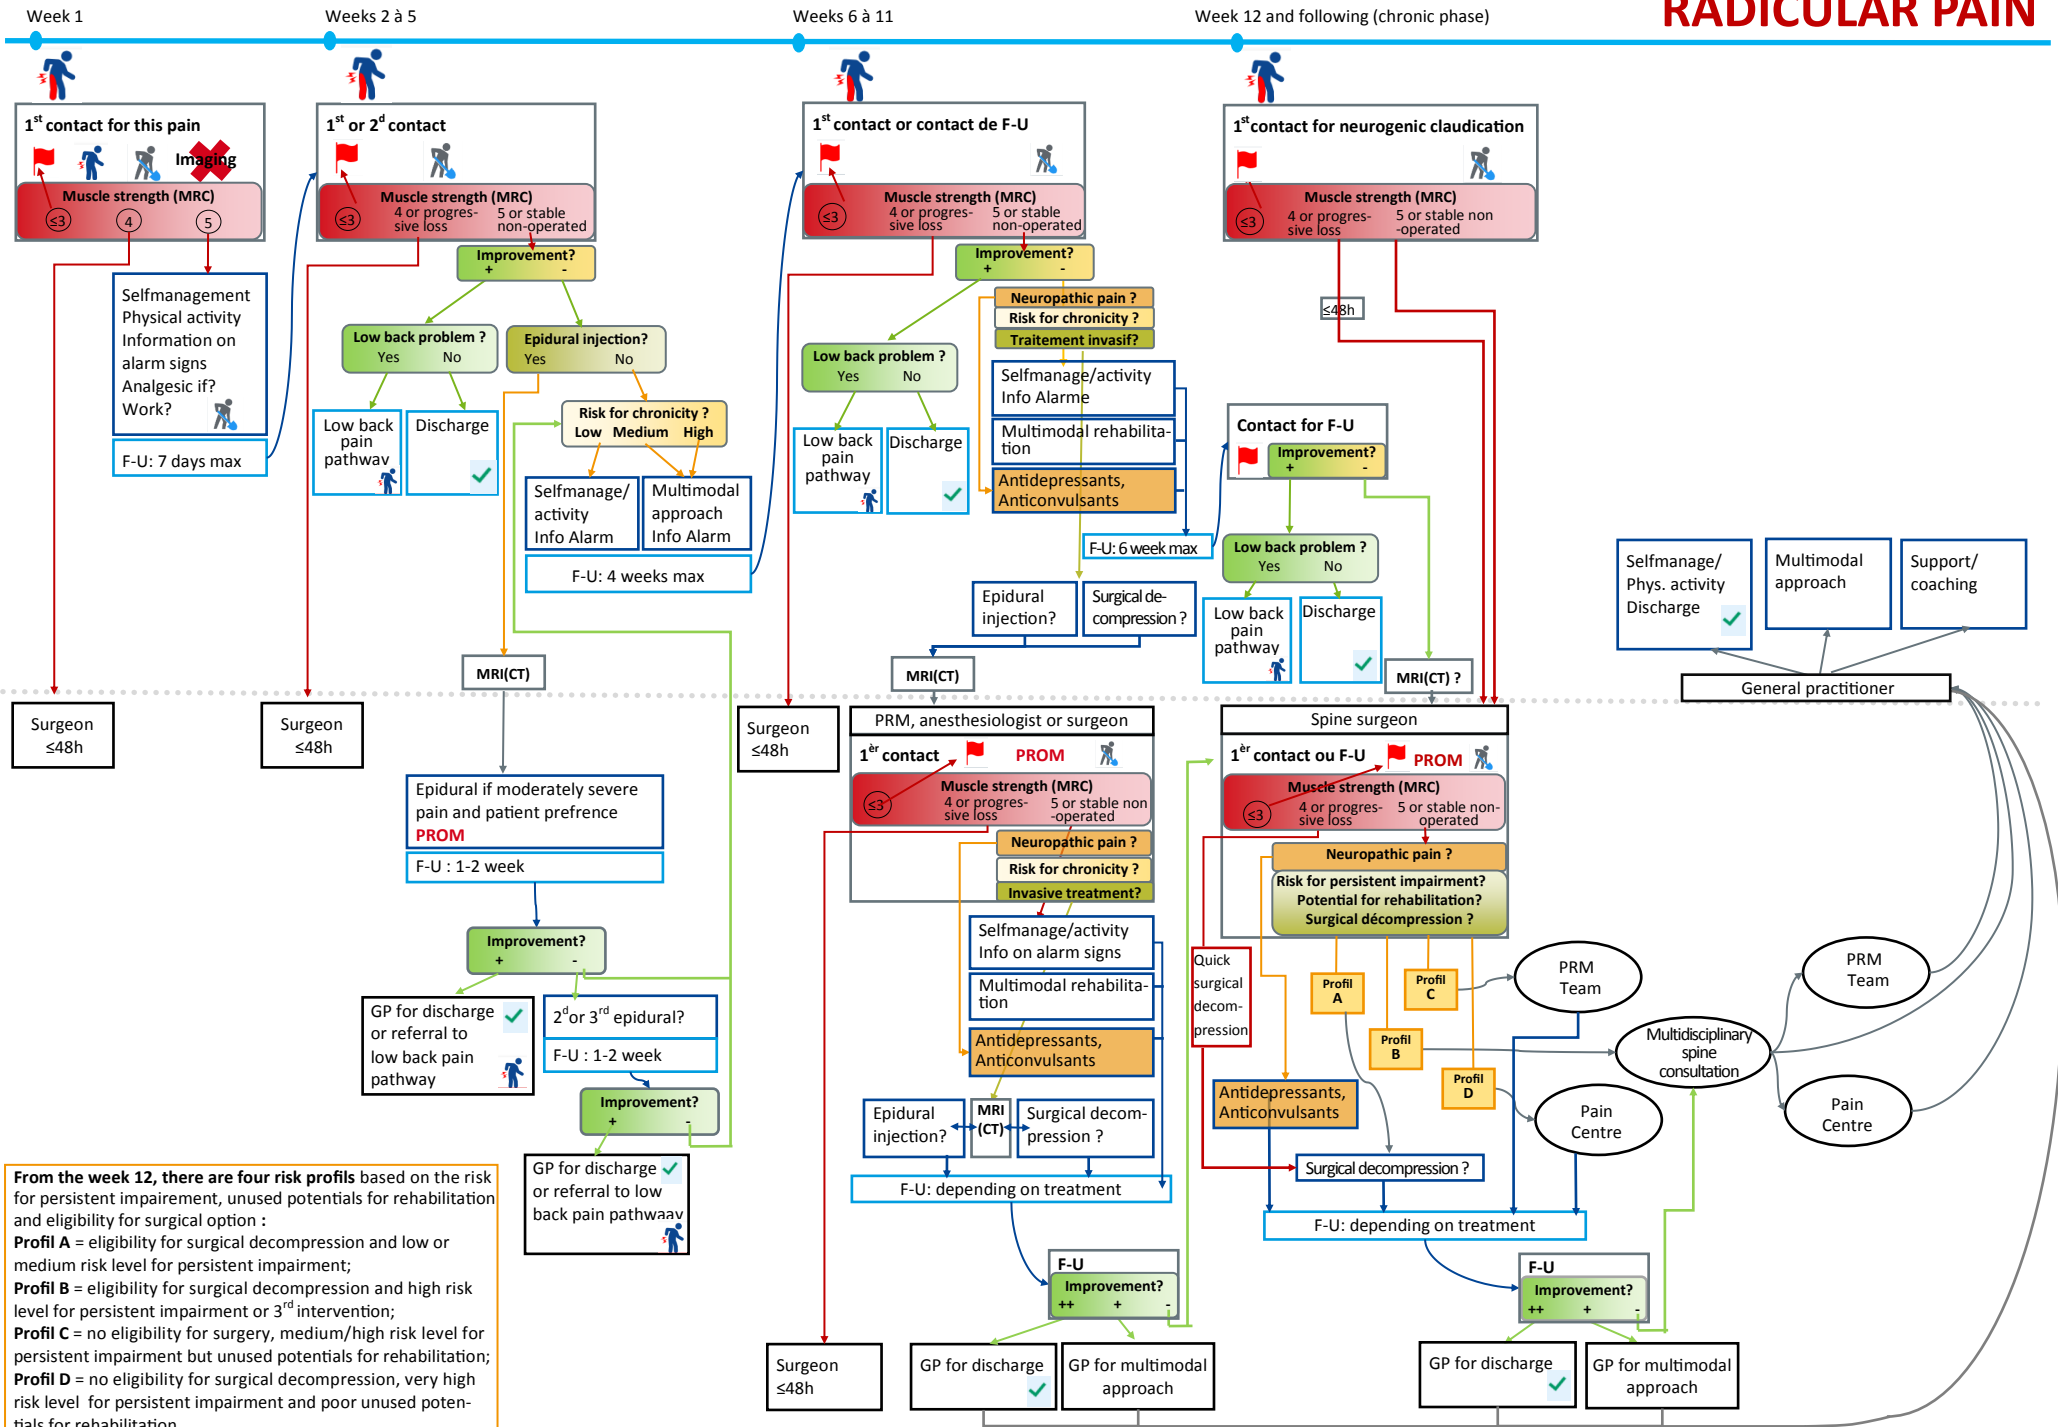 RADICULAR PAIN
Week 1
Weeks 2 à 5
Weeks 6 à 11
Week 12 and following (chronic phase)
1st contact for this pain
Imaging
Muscle strength (MRC)
≤3
4
5
Selfmanagement
Physical activity
Information on
alarm signs
Analgesic if?
Work?
F-U: 7 days max
Surgeon
≤48h
1st or 2d contact
Muscle strength (MRC)
≤3
4 or progres-
sive loss
5 or stable
non-operated
Improvement?
+
-
Low back problem ?
Yes
No
Low back
pain
pathway
Discharge
Epidural injection?
Yes
No
Risk for chronicity ?
Low
Medium
High
Selfmanage/
activity
Info Alarm
Multimodal
approach
Info Alarm
F-U: 4 weeks max
MRI(CT)
Surgeon
≤48h
Epidural if moderately severe
pain and patient prefrence
PROM
F-U : 1-2 week
Improvement?
+
-
GP for discharge
or referral to
low back pain
pathway
2d or 3rd epidural?
F-U : 1-2 week
Improvement?
+
-
GP for discharge
or referral to low
back pain pathwaay
1st contact or contact de F-U
Muscle strength (MRC)
≤3
4 or progres-
sive loss
5 or stable
non-operated
Improvement?
+
-
Neuropathic pain ?
Risk for chronicity ?
Traitement invasif?
Low back problem ?
Yes
No
Low back
pain
pathway
Discharge
Selfmanage/activity
Info Alarme
Multimodal rehabilita-
tion
Antidepressants,
Anticonvulsants
F-U: 6 week max
Epidural
injection?
Surgical de-
compression ?
MRI(CT)
Surgeon
≤48h
PRM, anesthesiologist or surgeon
1èr contact
PROM
Muscle strength (MRC)
≤3
4 or progres-
sive loss
5 or stable non
-operated
Neuropathic pain ?
Risk for chronicity ?
Invasive treatment?
Selfmanage/activity
Info on alarm signs
Multimodal rehabilita-
tion
Antidepressants,
Anticonvulsants
Epidural
injection?
MRI
(CT)
Surgical decom-
pression ?
F-U: depending on treatment
F-U
Improvement?
++
+
-
Surgeon
≤48h
GP for discharge
GP for multimodal
approach
1st contact for neurogenic claudication
Muscle strength (MRC)
≤3
4 or progres-
sive loss
5 or stable non
-operated
≤48h
Contact for F-U
Improvement?
+
-
Low back problem ?
Yes
No
Low back
pain
pathway
Discharge
MRI(CT) ?
Spine surgeon
1èr contact ou F-U
PROM
Muscle strength (MRC)
≤3
4 or progres-
sive loss
5 or stable non-
operated
Neuropathic pain ?
Risk for persistent impairment?
Potential for rehabilitation?
Surgical décompression ?
Quick
surgical
decom-
pression
Profil
A
Profil
B
Profil
C
Profil
D
PRM
Team
Pain
Centre
Multidisciplinary
spine
consultation
PRM
Team
Pain
Centre
Antidepressants,
Anticonvulsants
Surgical decompression ?
F-U: depending on treatment
F-U
Improvement?
++
+
-
GP for discharge
GP for multimodal
approach
Selfmanage/
Phys. activity
Discharge
Multimodal
approach
Support/
coaching
General practitioner
From the week 12, there are four risk profils based on the risk
for persistent impairement, unused potentials for rehabilitation
and eligibility for surgical option :
Profil A = eligibility for surgical decompression and low or
medium risk level for persistent impairment;
Profil B = eligibility for surgical decompression and high risk
level for persistent impairment or 3rd intervention;
Profil C = no eligibility for surgery, medium/high risk level for
persistent impairment but unused potentials for rehabilitation;
Profil D = no eligibility for surgical decompression, very high
risk level for persistent impairment and poor unused poten-
tials for rehabilitation